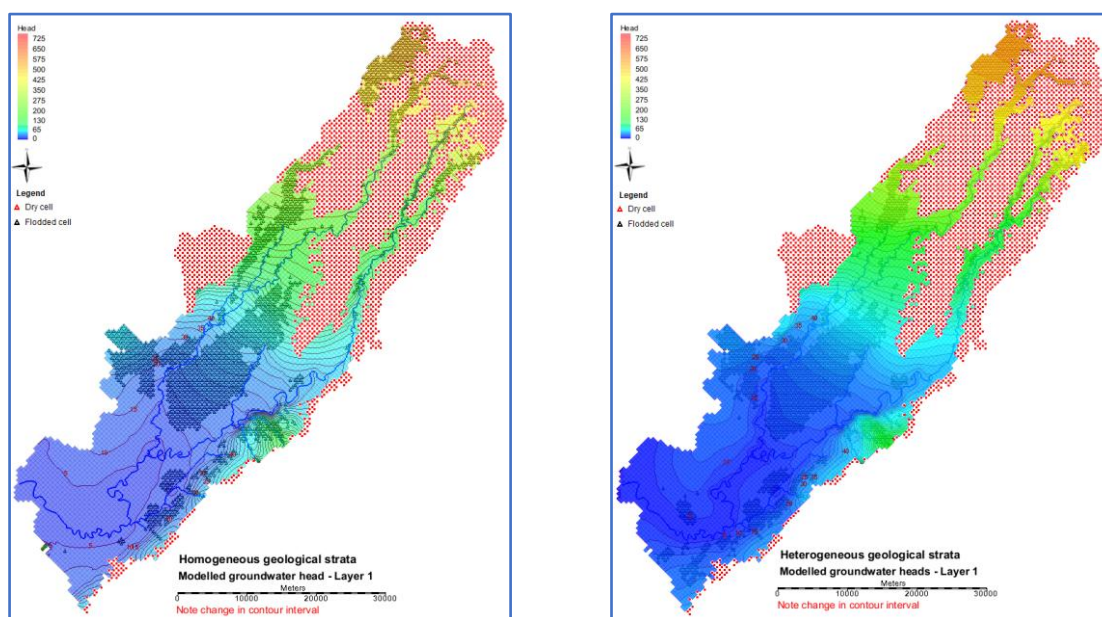 Head
725
650
575
500
425
350
275
200
130
65
0
Legend
Dry cell
Flodded cell
Homogeneous geological strata
Modelled groundwater head - Layer 1
Meters
0 10000 20000 30000
Note change in contour interval
Head
725
650
575
500
425
350
275
200
130
65
0
Legend
Dry cell
Flodded cell
Heterogeneous geological strata
Modelled groundwater heads - Layer 1
Meters
0 10000 20000 30000
Note change in contour interval